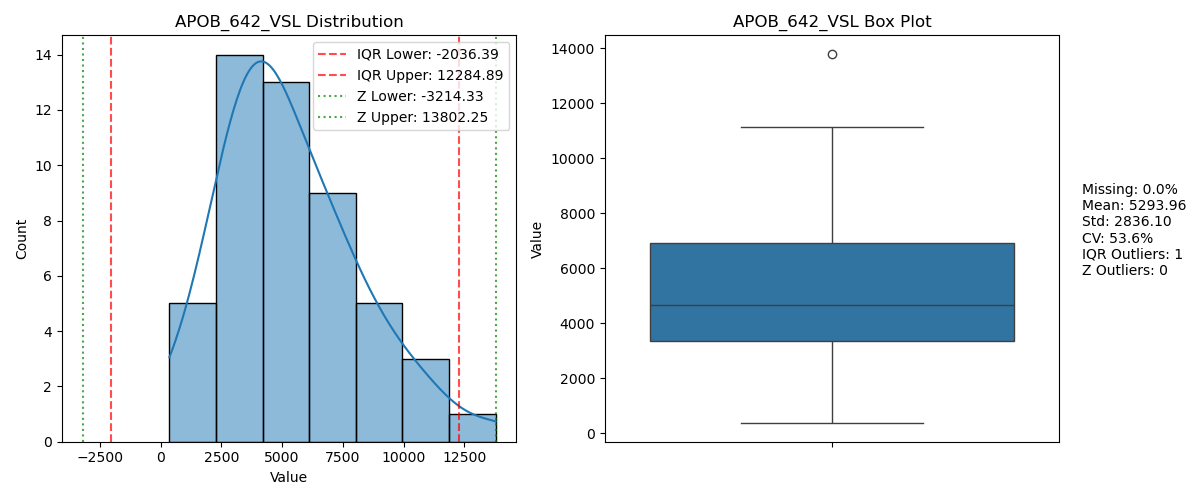 APOB_642_VSL Distribution
IQR Lower: -2036.39
IQR Upper: 12284.89
Z Lower: -3214.33
Z Upper: 13802.25
14
12
10
8
6
4
2
0
Count
−2500
0
2500
5000
7500
10000
12500
Value
APOB_642_VSL Box Plot
14000
12000
10000
8000
6000
4000
2000
0
Value
Missing: 0.0%
Mean: 5293.96
Std: 2836.10
CV: 53.6%
IQR Outliers: 1
Z Outliers: 0